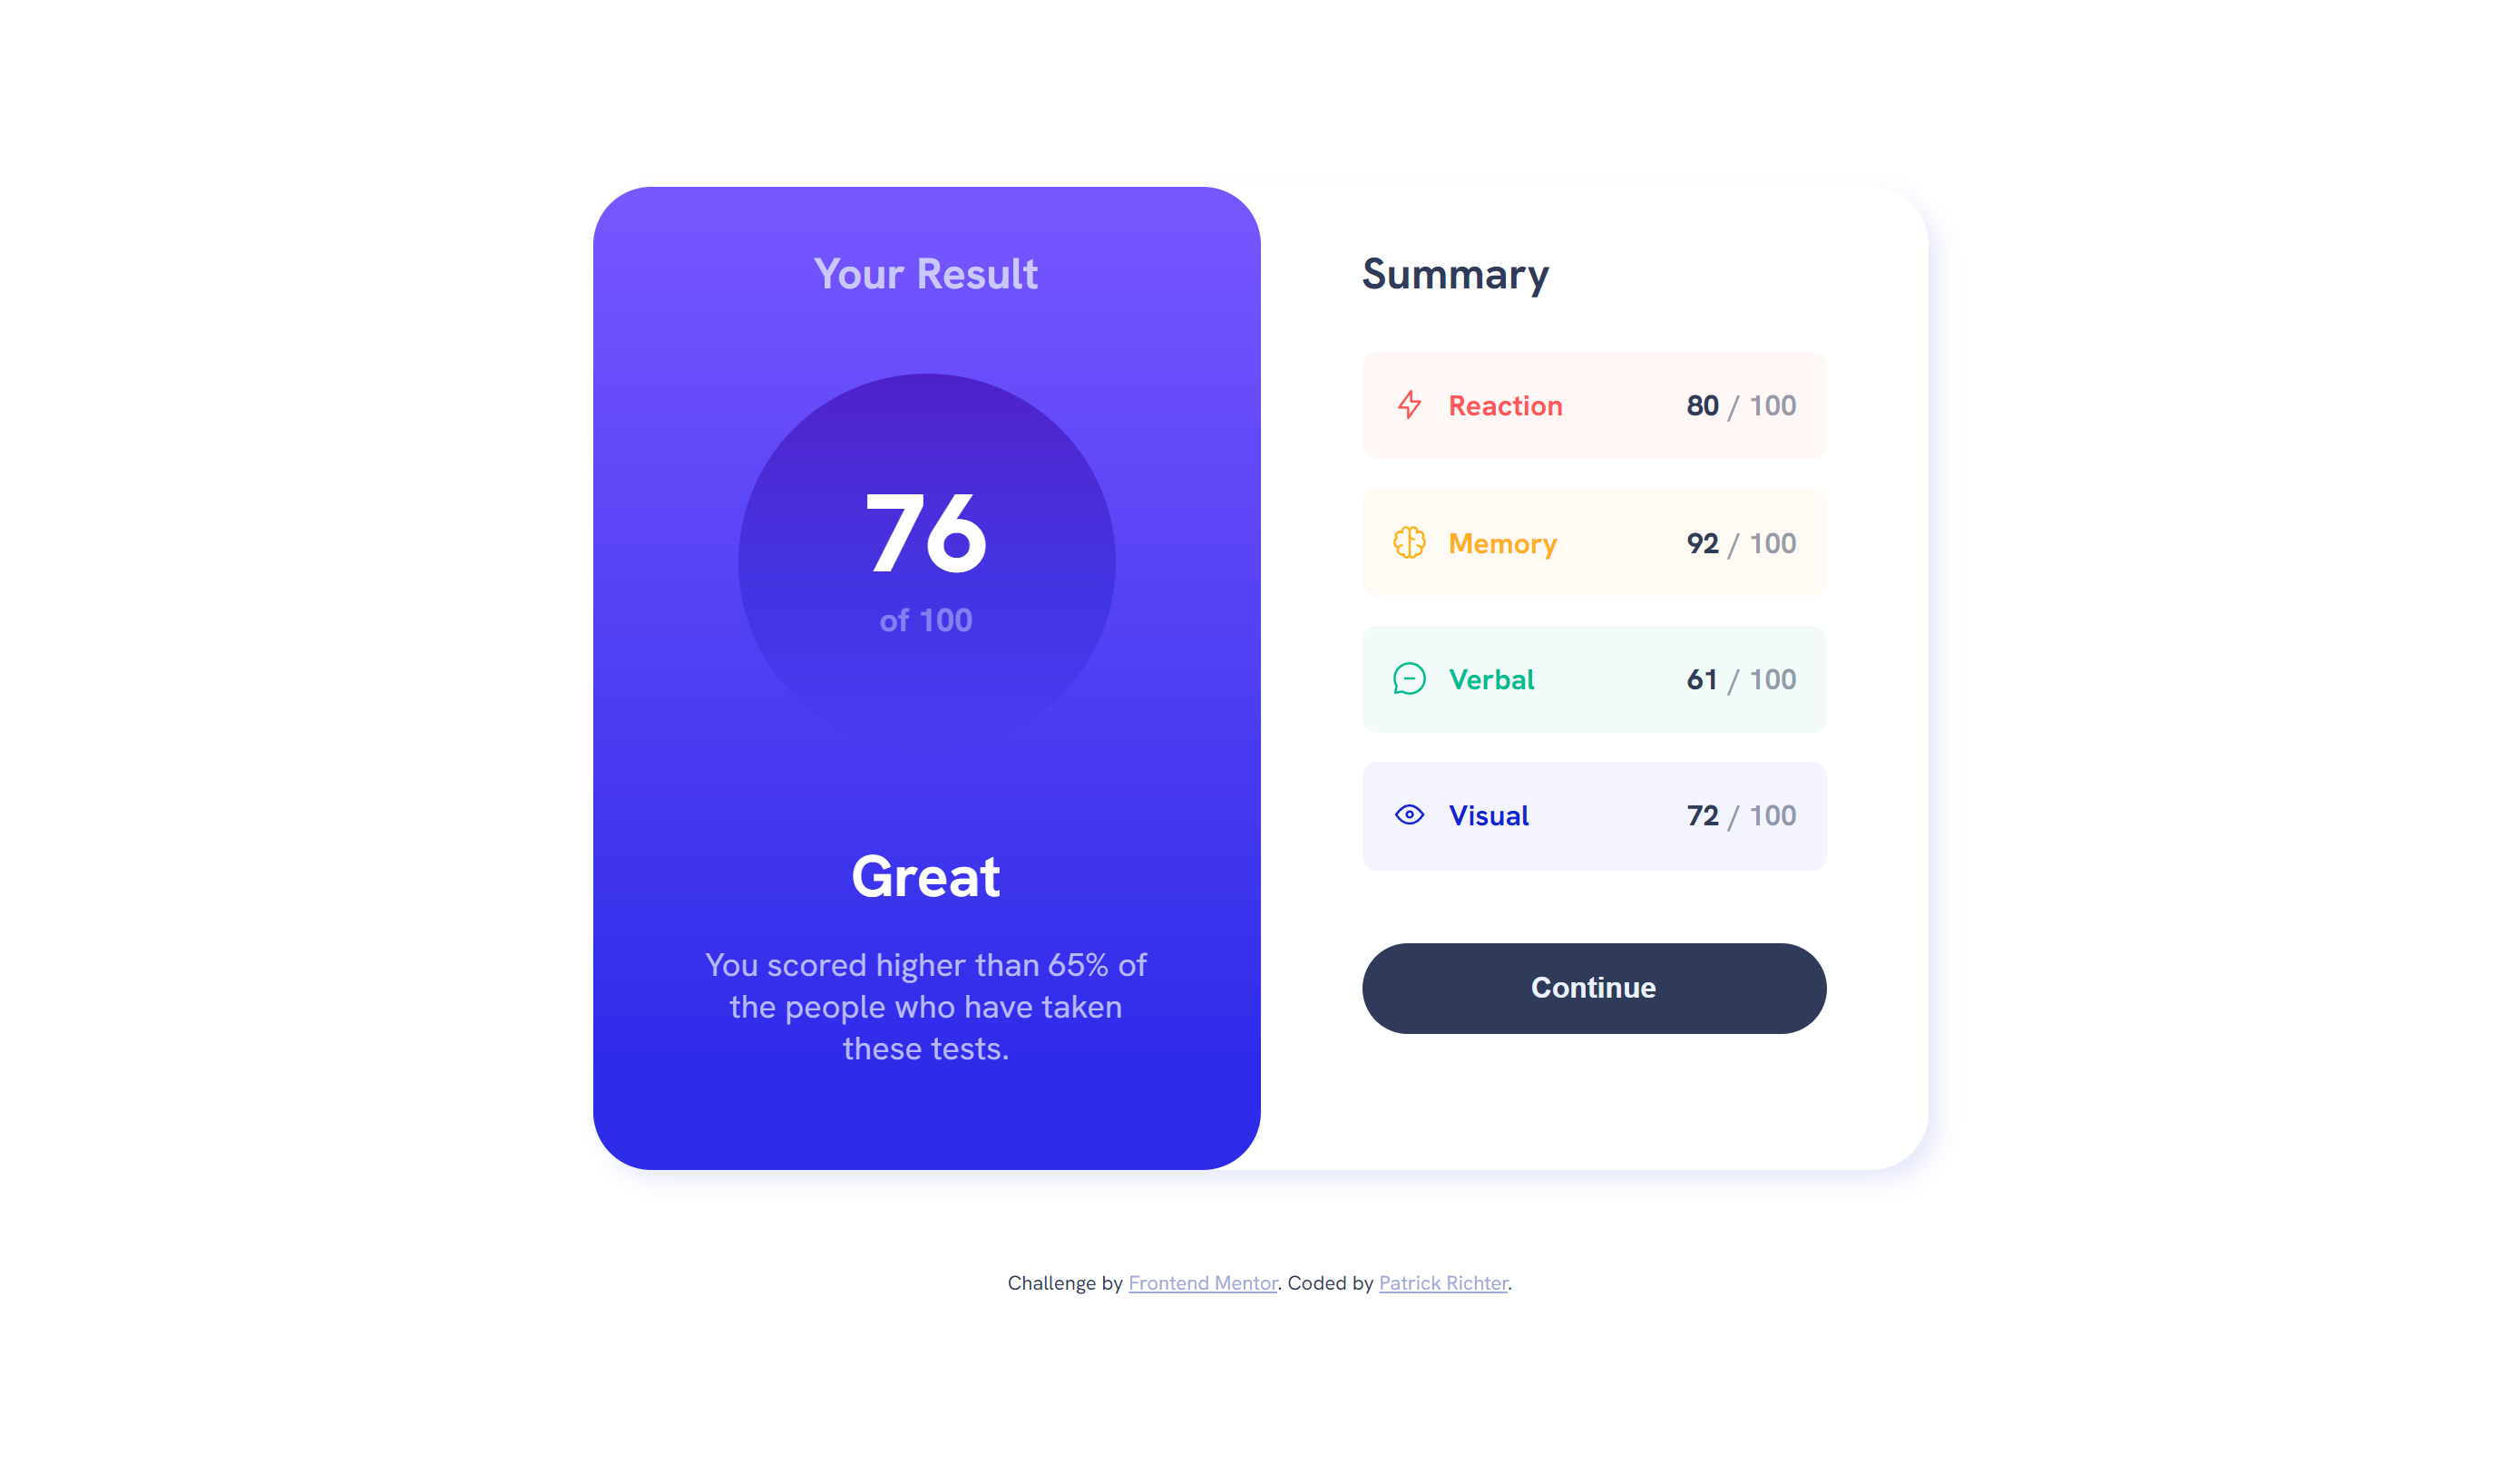 Your Result
76
of 100
Great
You scored higher than 65% of
the people who have taken
these tests.
Summary
Reaction 80 / 100
Memory 92 / 100
Verbal 61 / 100
Visual 72 / 100
Continue
Challenge by Frontend Mentor. Coded by Patrick Richter.